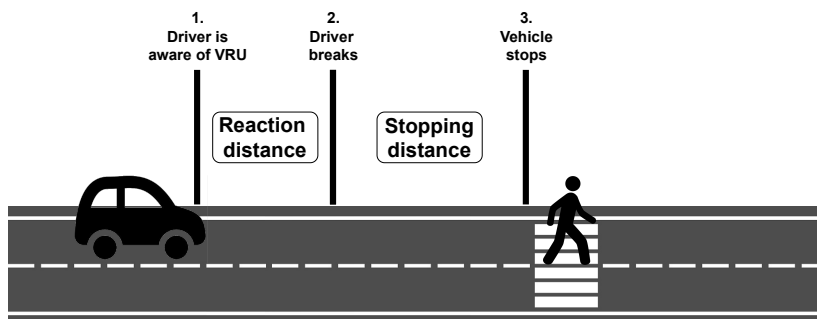 1.
Driver is
aware of VRU
2.
Driver
breaks
3.
Vehicle
stops
Reaction
distance
Stopping
distance